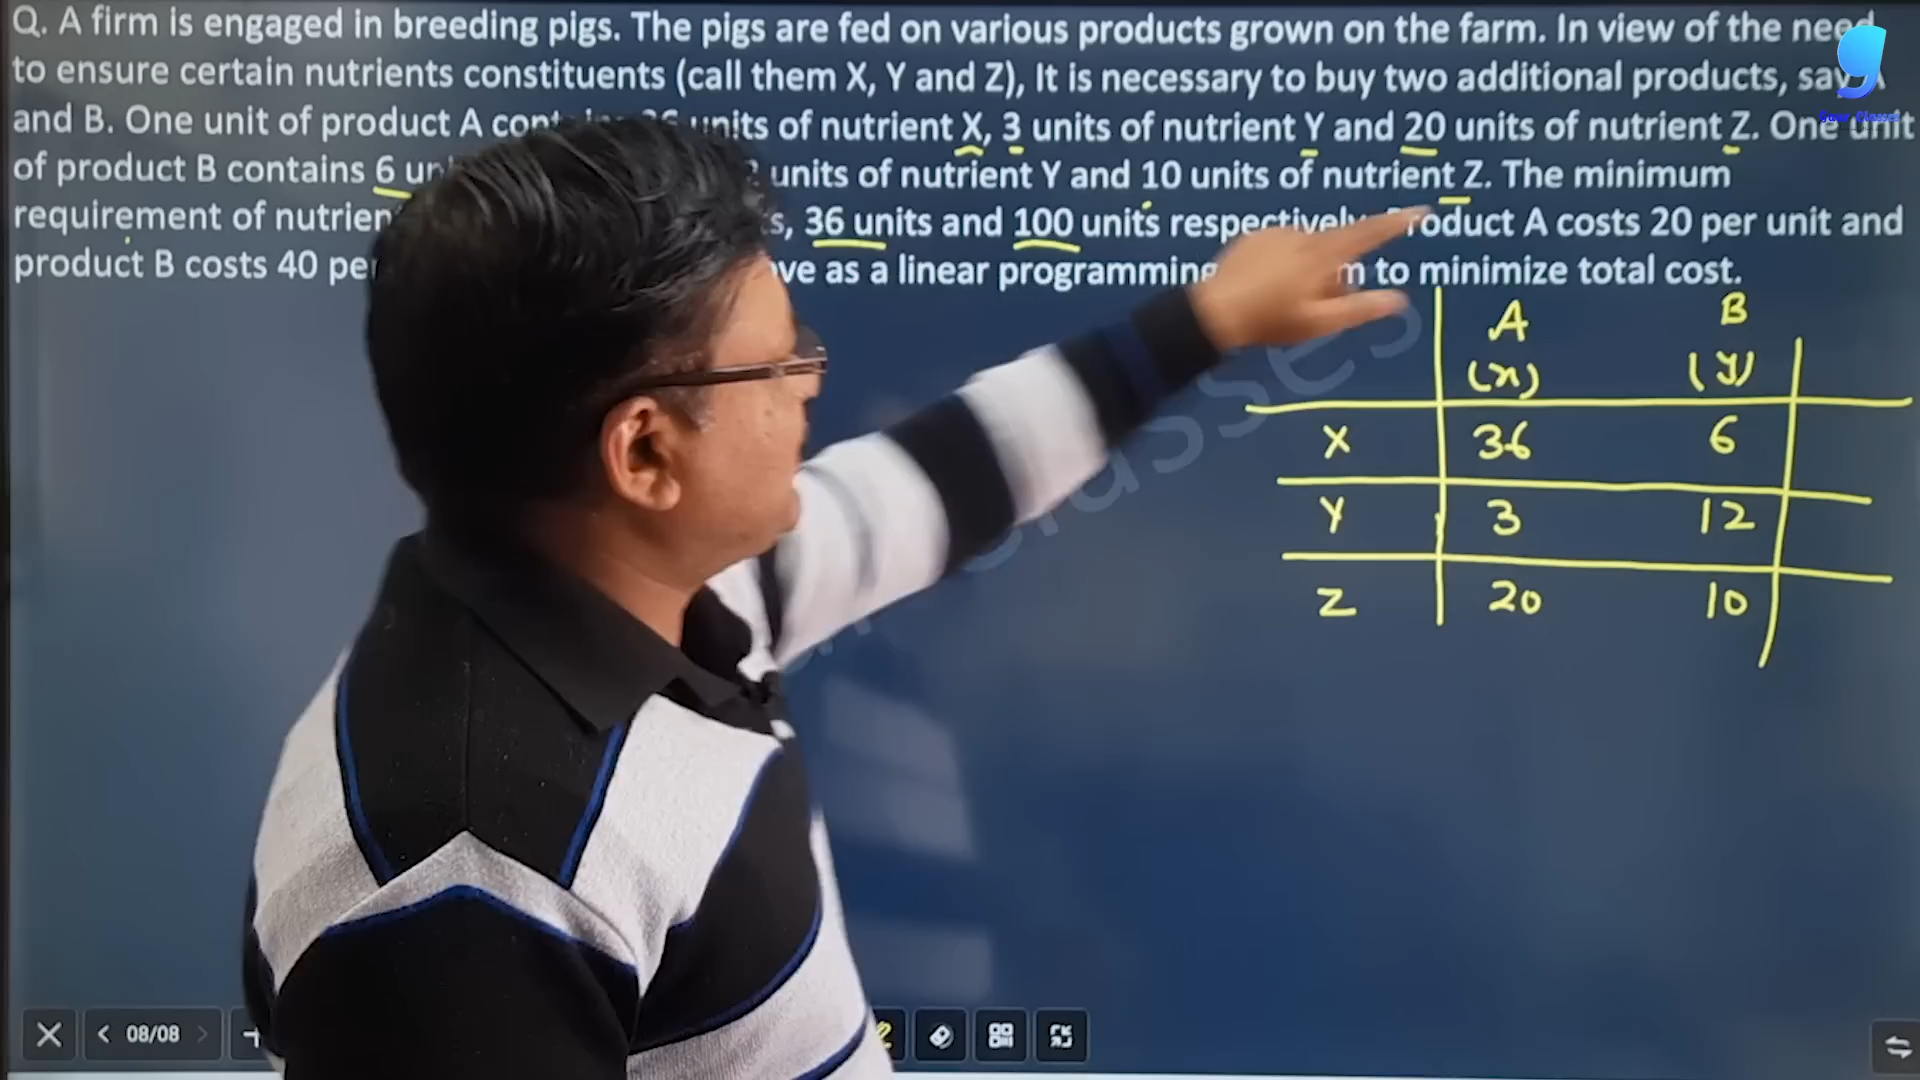 Q. A firm is engaged in breeding pigs. The pigs are fed on various products grown on the farm. In view of the need
to ensure certain nutrients constituents (call them X, Y and Z), It is necessary to buy two additional products, say A
and B. One unit of product A units of nutrient X, 3 units of nutrient Y and 20 units of nutrient Z. One unit
of product B contains 6 units of nutrient Y and 10 units of nutrient Z. The minimum
requirement of 36 units and 100 units respectively. Product A costs 20 per unit and
product B costs 40 as a linear programming to minimize total cost.
A B
(x) (y)
X 36 6
Y 3 12
Z 20 10
Classes
g
Gour Classes
08/08